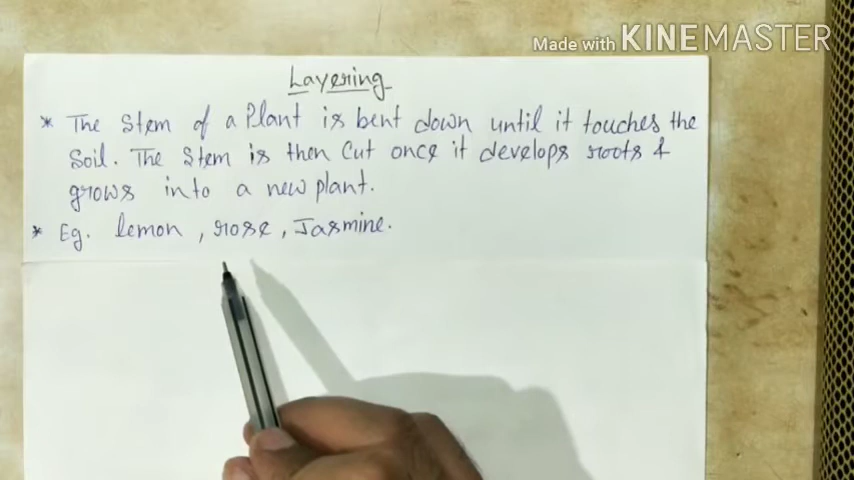 Made with KINEMASTER
Layering
* The Stem of a Plant is bent down until it touches the
Soil. The Stem is then Cut once it develops roots &
grows into a new plant.
* Eg. lemon, rose, Jasmine.